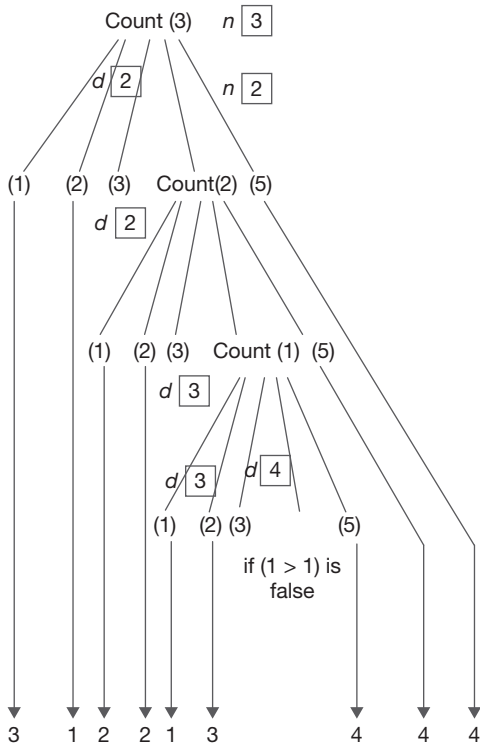 Count (3) n 3
d 2 n 2
(1) (2) (3) Count(2) (5)
d 2
(1) (2) (3) Count (1) (5)
d 3
d 3 d 4
(1) (2) (3) (5)
if (1 > 1) is
false
3 1 2 2 1 3 4 4 4